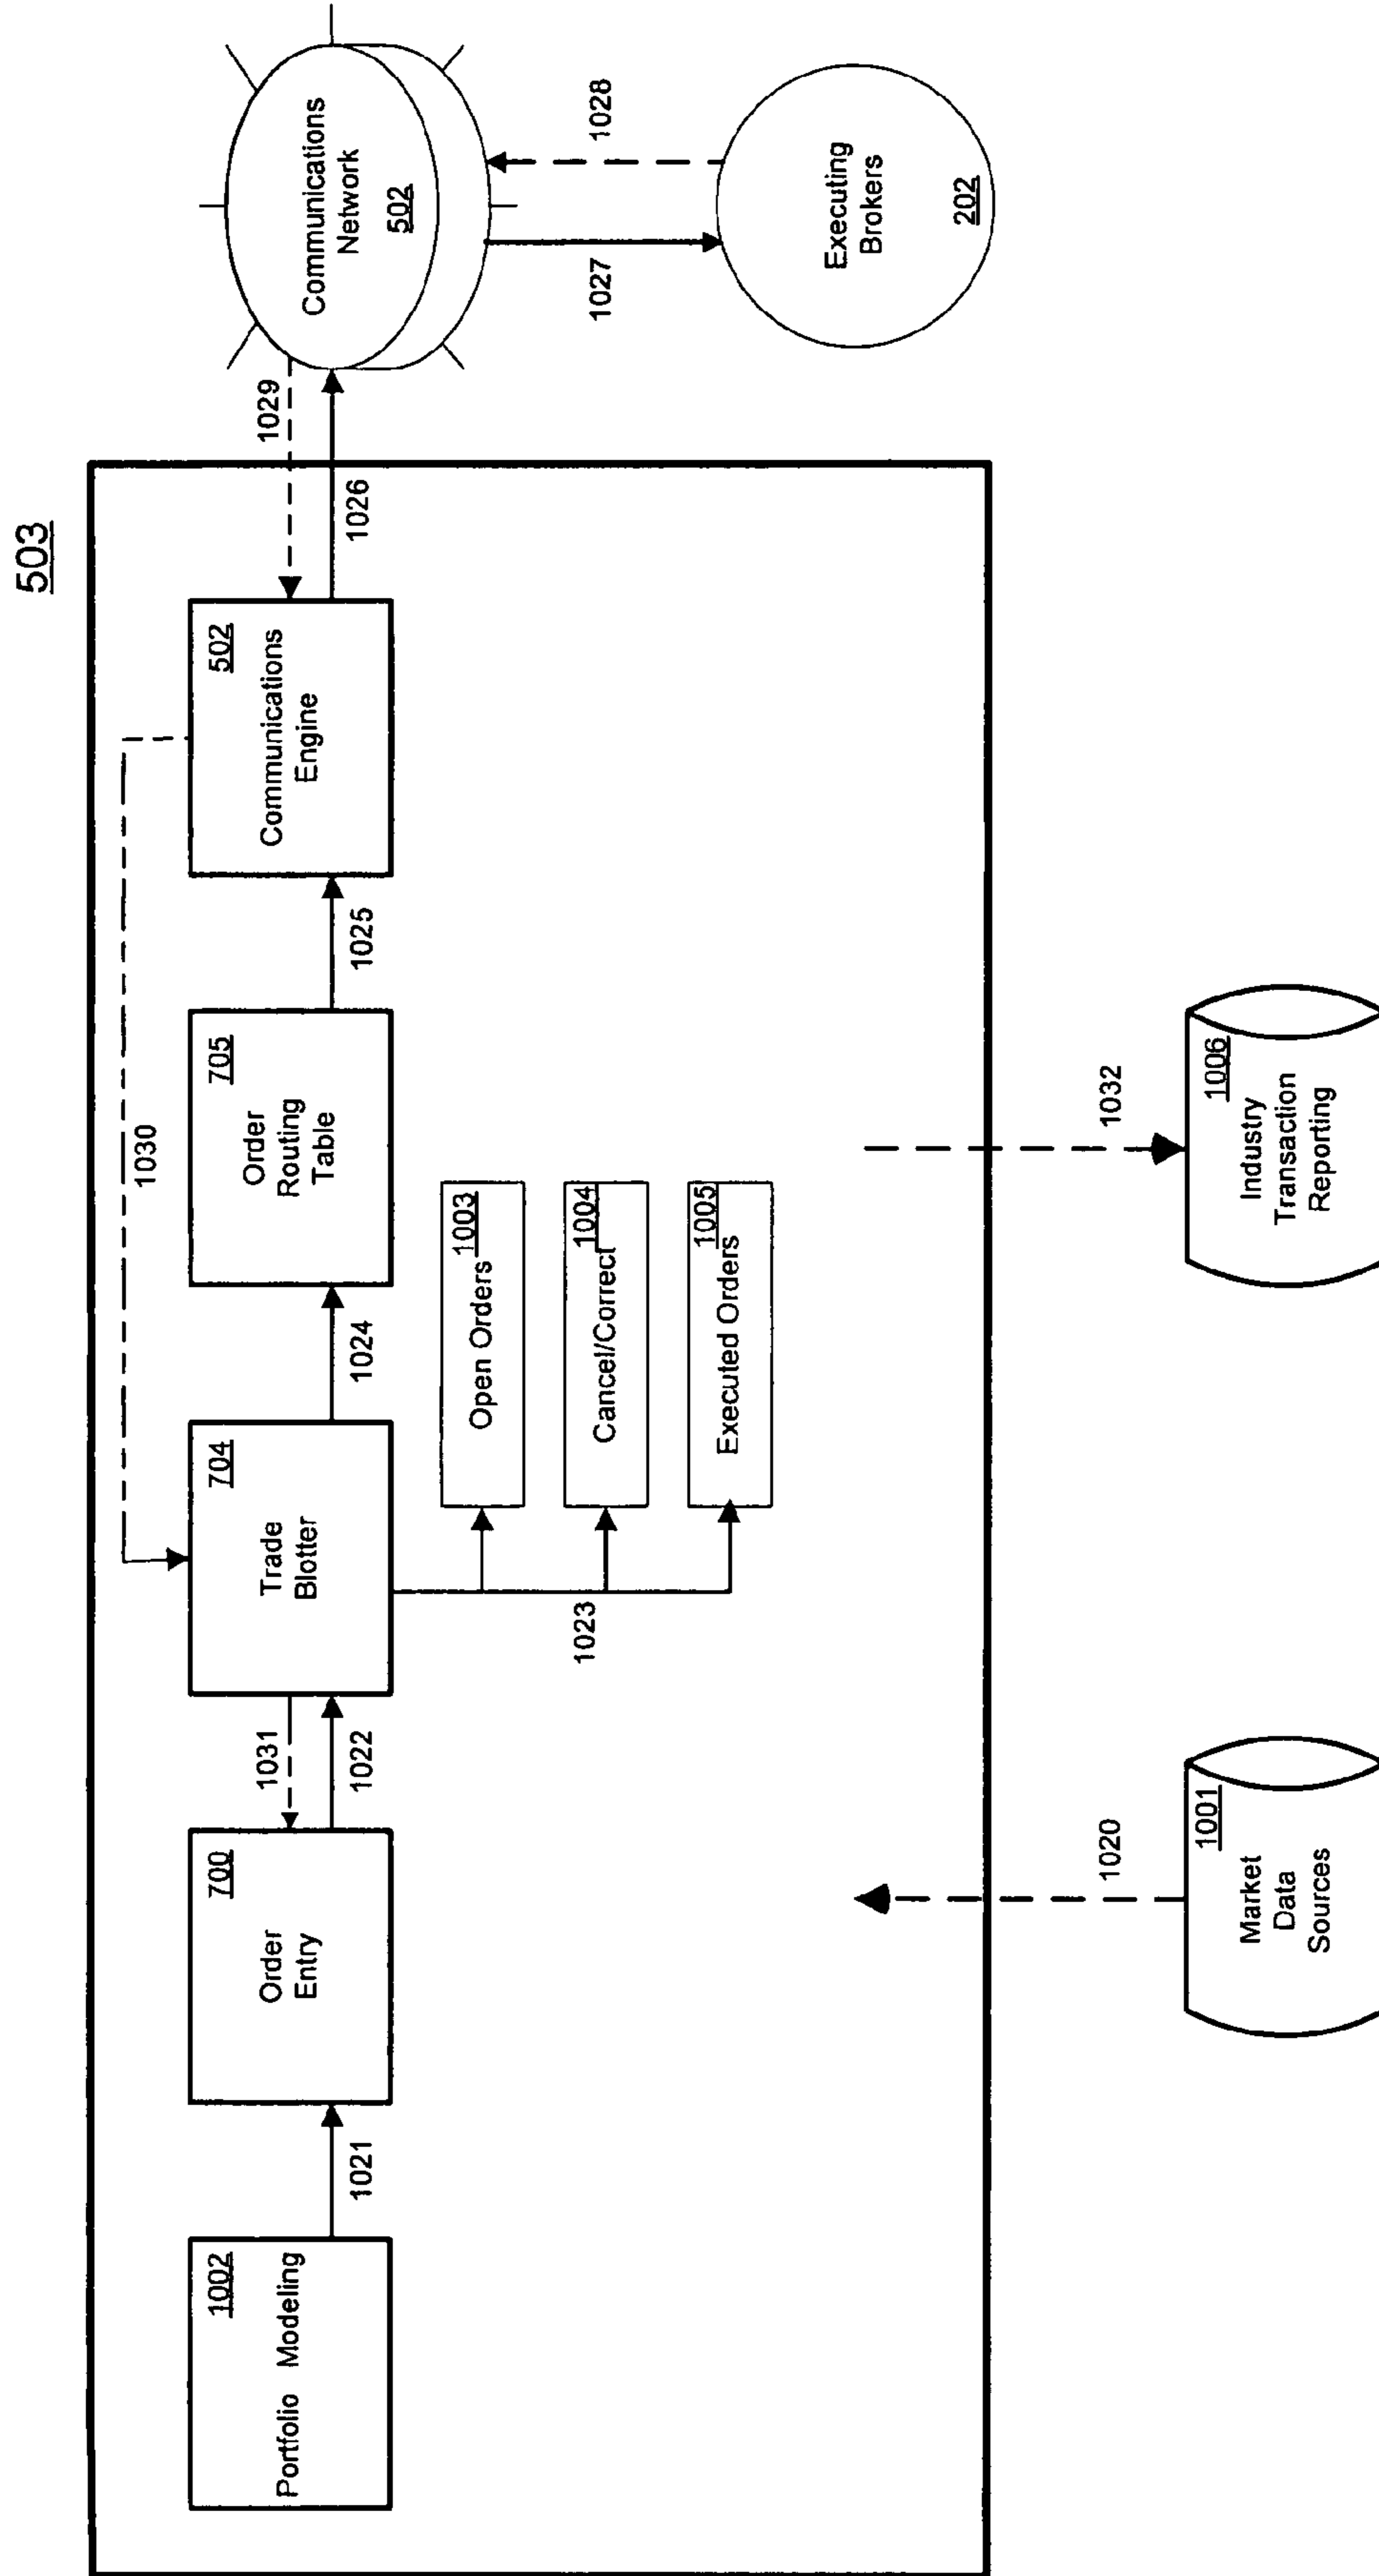 503
1002
Portfolio Modeling
1021
700
Order
Entry
1031
1022
704
Trade
Blotter
1030
1024
705
Order
Routing
Table
1025
502
Communications
Engine
1029
1026
Communications
Network
502
1023
1003
Open Orders
1004
Cancel/Correct
1005
Executed Orders
1027
1028
Executing
Brokers
202
1020
1001
Market
Data
Sources
1032
1006
Industry
Transaction
Reporting